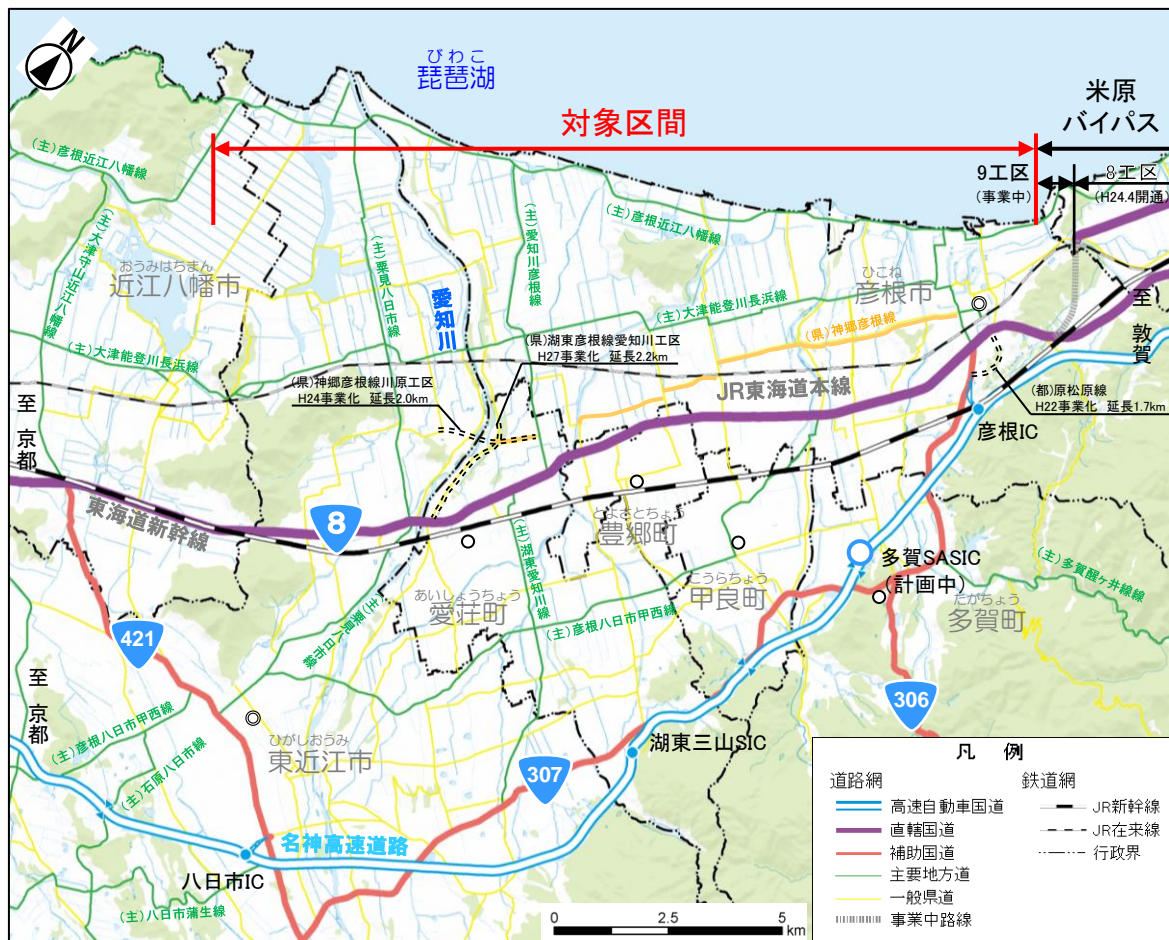 N
びわこ
琵琶湖
対象区間
米原
バイパス
9工区
(事業中)
8工区
(H24.4開通)
(主)彦根近江八幡線
(主)大津守山近江八幡線
おうみはちまん
近江八幡市
(主)栗見八日市線
愛知川
(主)愛知川彦根線
(主)彦根近江八幡線
ひこね
彦根市
(主)大津能登川長浜線
(県)神郷彦根線
至 敦賀
(主)大津能登川長浜線
(県)湖東彦根線愛知川工区
H27事業化 延長2.2km
(県)神郷彦根線川原工区
H24事業化 延長2.0km
JR東海道本線
(都)原松原線
H22事業化 延長1.7km
彦根IC
至 京都
東海道新幹線
8
とよさとちょう
豊郷町
多賀SASIC
(計画中)
(主)多賀醒ヶ井線
たがちょう
多賀町
こうらちょう
甲良町
あいしょうちょう
愛荘町
(主)湖東愛知川線
(主)彦根八日市甲西線
(主)栗見八日市線
421
306
至 京都
(主)彦根八日市甲西線
(主)石原八日市線
ひがしおうみ
東近江市
307
湖東三山SIC
名神高速道路
八日市IC
(主)八日市蒲生線
0
2.5
5
km
凡 例
道路網
鉄道網
高速自動車国道
JR新幹線
直轄国道
JR在来線
補助国道
行政界
主要地方道
一般県道
事業中路線